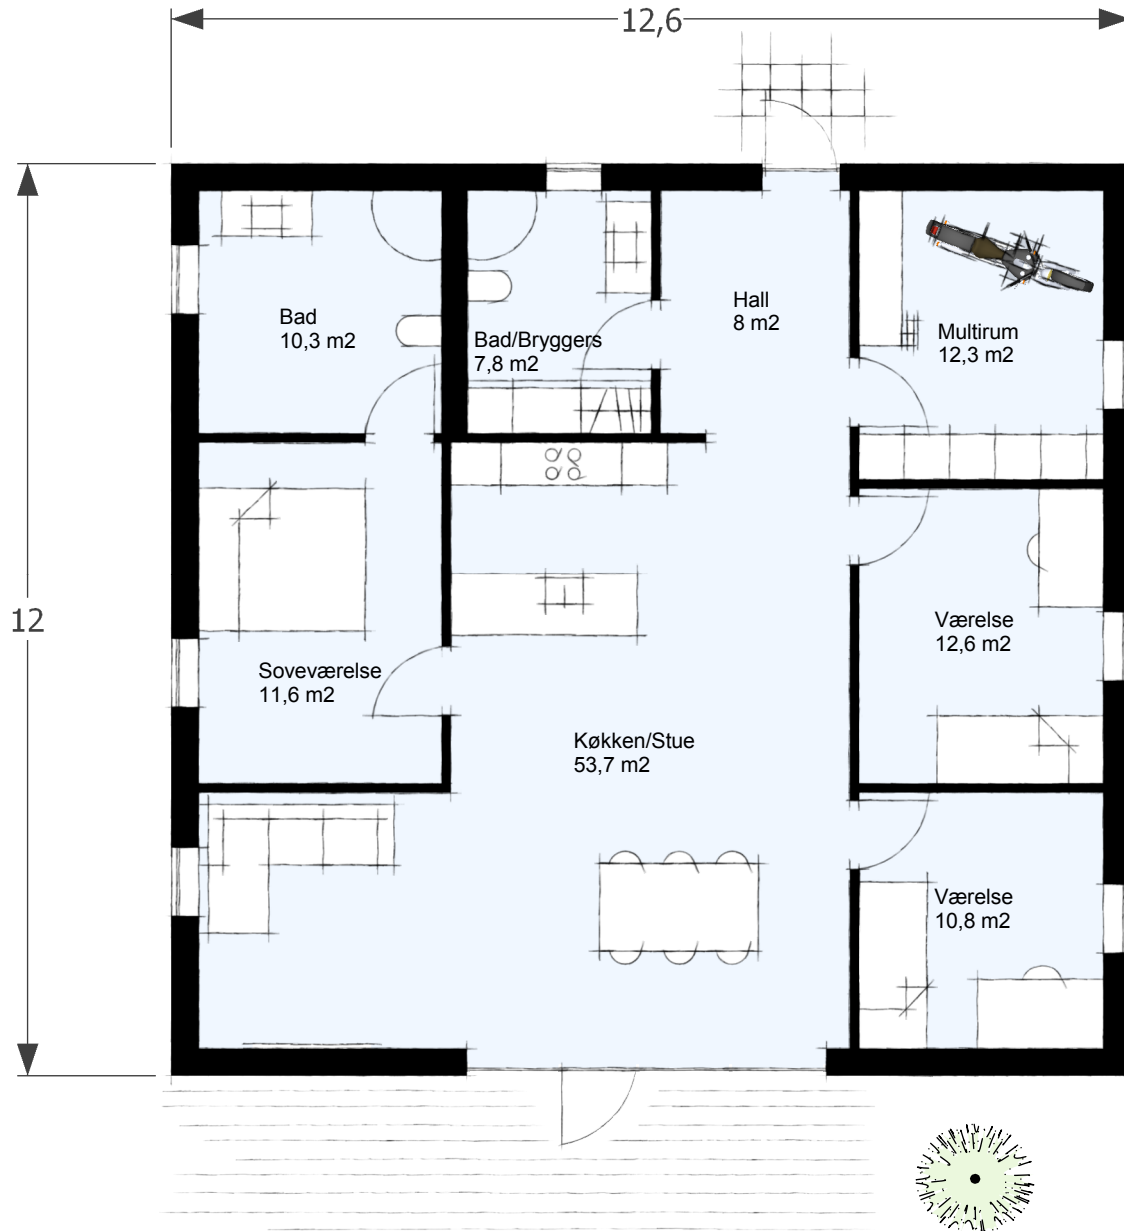 12,6
Bad
10,3 m2
Bad/Bryggers
7,8 m2
Hall
8 m2
Multirum
12,3 m2
12
Soveværelse
11,6 m2
Værelse
12,6 m2
Køkken/Stue
53,7 m2
Værelse
10,8 m2